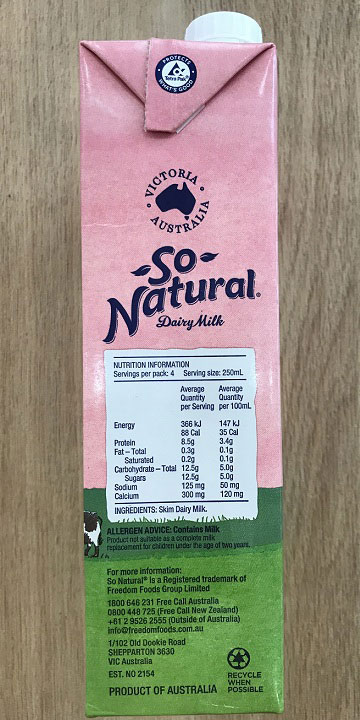 PROTECTS
Tetra Pak
WHAT'S GOOD
VICTORIA
AUSTRALIA
So
Natural®
Dairy Milk
NUTRITION INFORMATION
Servings per pack: 4 Serving size: 250mL
Average Average
Quantity Quantity
per Serving per 100mL
Energy 366 kJ 147 kJ
88 Cal 35 Cal
Protein 8.5g 3.4g
Fat – Total 0.3g 0.1g
Saturated 0.2g 0.1g
Carbohydrate – Total 12.5g 5.0g
Sugars 12.5g 5.0g
Sodium 125 mg 50 mg
Calcium 300 mg 120 mg
INGREDIENTS: Skim Dairy Milk.
ALLERGEN ADVICE: Contains Milk.
Product not suitable as a complete milk
replacement for children under the age of two years.
For more information:
So Natural® is a Registered trademark of
Freedom Foods Group Limited
1800 646 231 Free Call Australia
0800 448 725 (Free Call New Zealand)
+61 2 9526 2555 (Outside of Australia)
info@freedomfoods.com.au
1/102 Old Dookie Road
SHEPPARTON 3630
VIC Australia
EST. NO 2154
PRODUCT OF AUSTRALIA
RECYCLE
WHEN
POSSIBLE